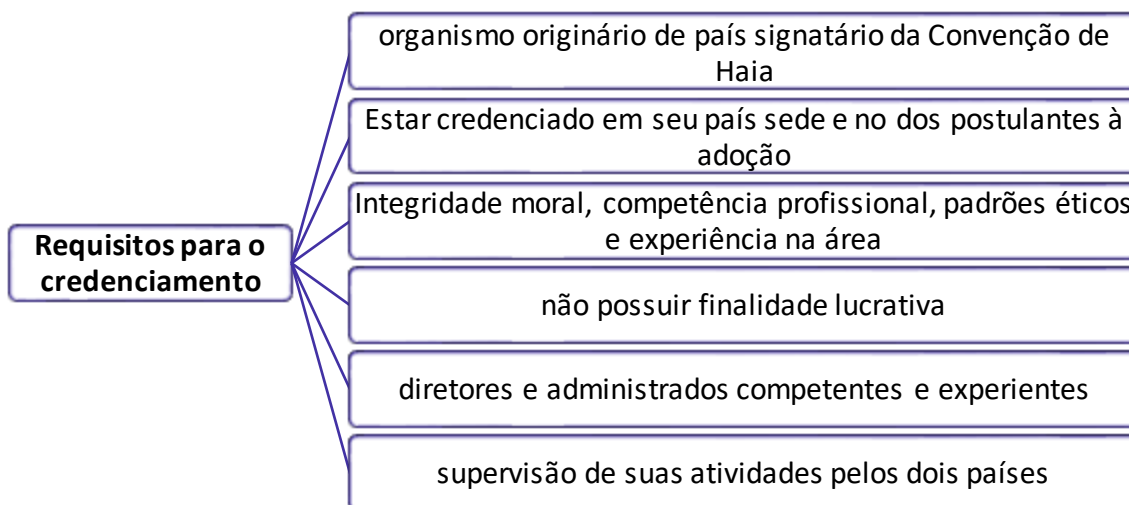 organismo originário de país signatário da Convenção de
Haia
Estar credenciado em seu país sede e no dos postulantes à
adoção
Integridade moral, competência profissional, padrões éticos
e experiência na área
Requisitos para o
credenciamento
não possuir finalidade lucrativa
diretores e administrados competentes e experientes
supervisão de suas atividades pelos dois países